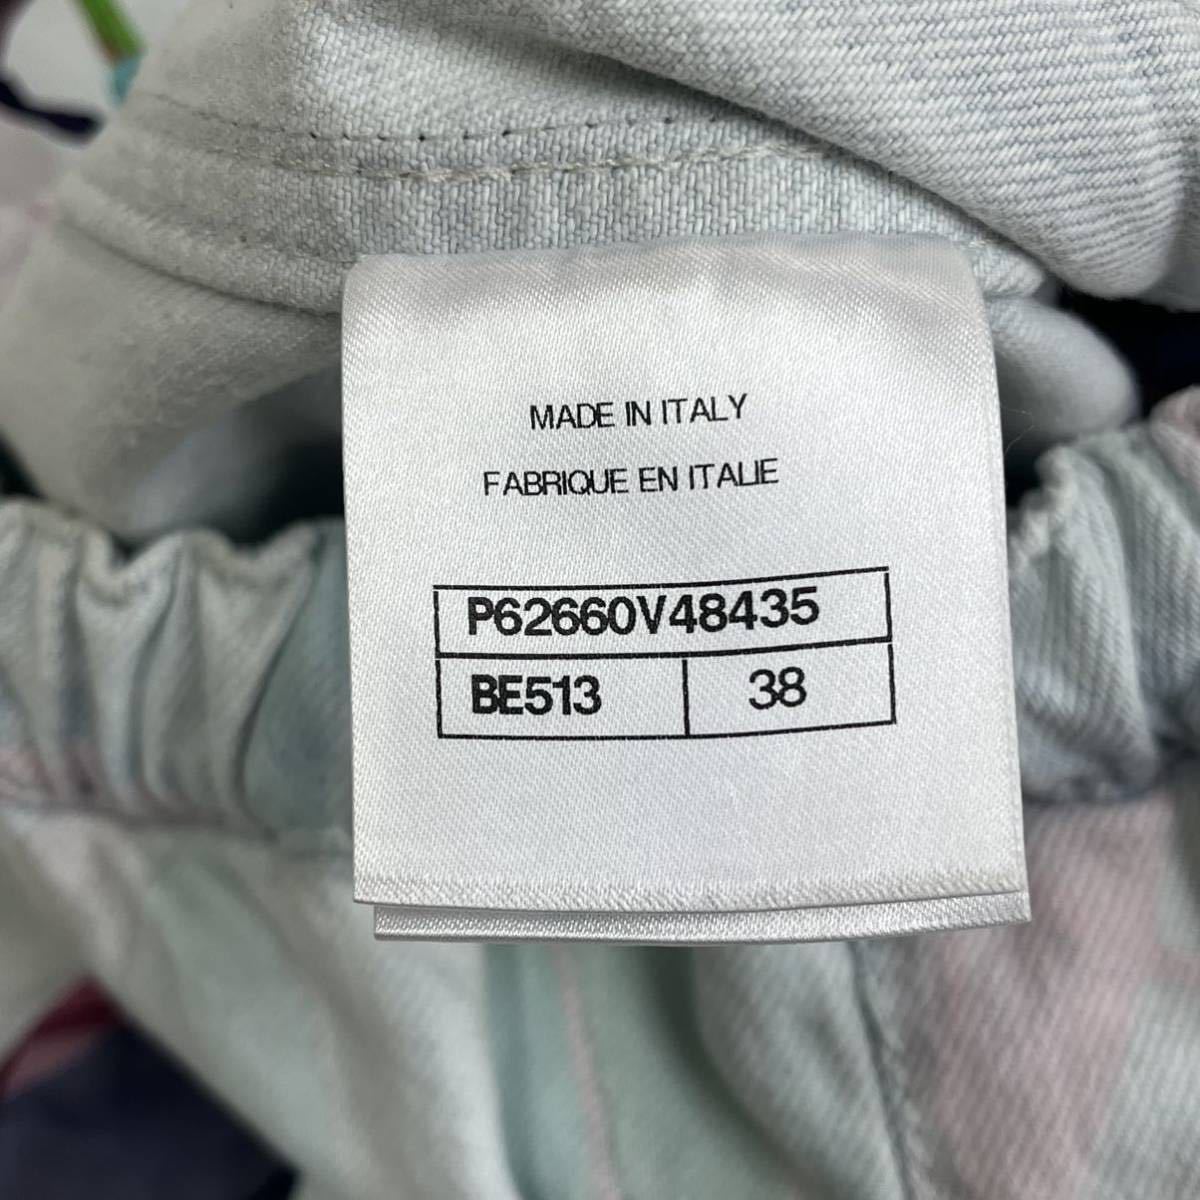 MADE IN ITALY
FABRIQUE EN ITALIE
P62660V48435
BE513 38